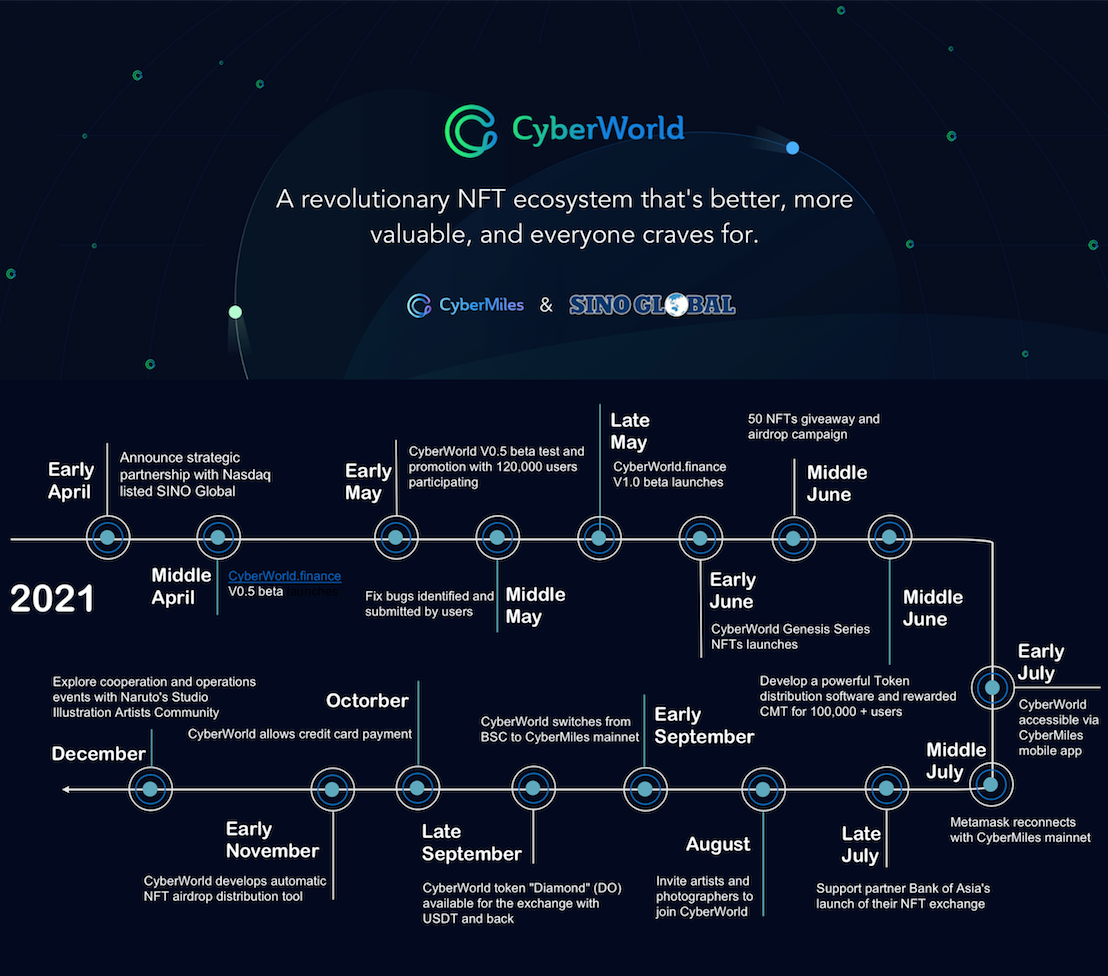 CyberWorld
A revolutionary NFT ecosystem that's better, more
valuable, and everyone craves for.
CyberMiles & SINO GLOBAL
2021
Early
April
Announce strategic
partnership with Nasdaq
listed SINO Global
Middle
April
CyberWorld.finance
V0.5 beta launches
Early
May
CyberWorld V0.5 beta test and
promotion with 120,000 users
participating
Fix bugs identified and
submitted by users
Middle
May
Late
May
CyberWorld.finance
V1.0 beta launches
Early
June
CyberWorld Genesis Series
NFTs launches
50 NFTs giveaway and
airdrop campaign
Middle
June
Middle
June
Develop a powerful Token
distribution software and rewarded
CMT for 100,000 + users
Early
July
CyberWorld
accessible via
CyberMiles
mobile app
Middle
July
Metamask reconnects
with CyberMiles mainnet
Late
July
Support partner Bank of Asia's
launch of their NFT exchange
August
Invite artists and
photographers to
join CyberWorld
Early
September
CyberWorld switches from
BSC to CyberMiles mainnet
Late
September
CyberWorld token "Diamond" (DO)
available for the exchange with
USDT and back
Octorber
CyberWorld allows credit card payment
Early
November
CyberWorld develops automatic
NFT airdrop distribution tool
Explore cooperation and operations
events with Naruto's Studio
Illustration Artists Community
December